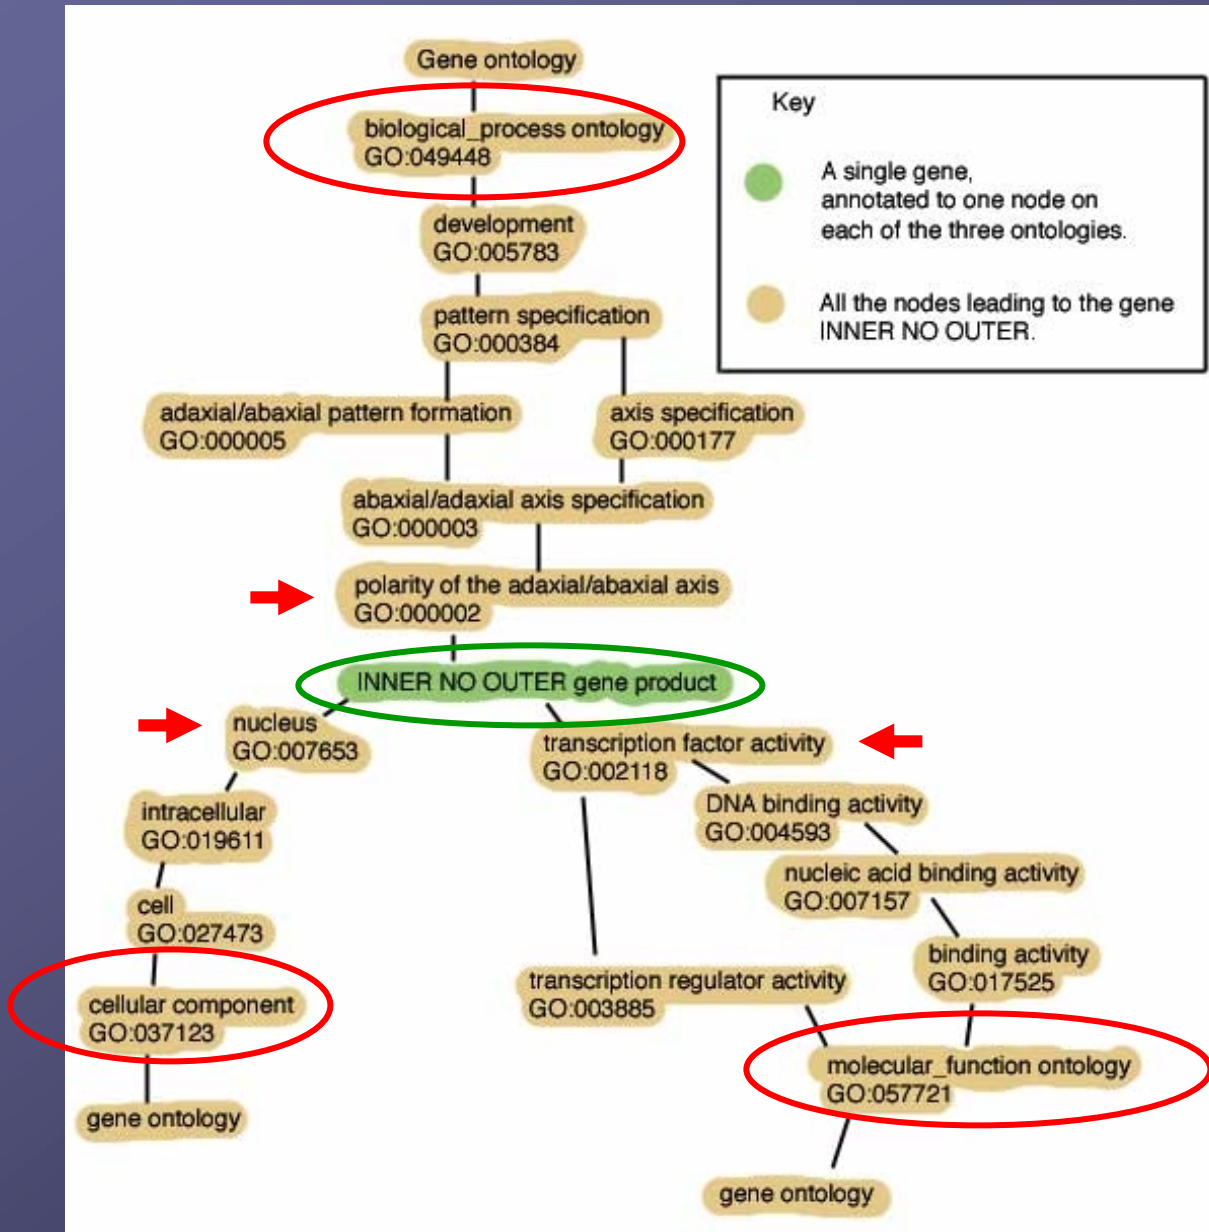 Gene ontology
biological_process ontology
GO:049448
development
GO:005783
pattern specification
GO:000384
adaxial/abaxial pattern formation
GO:000005
axis specification
GO:000177
abaxial/adaxial axis specification
GO:000003
polarity of the adaxial/abaxial axis
GO:000002
INNER NO OUTER gene product
nucleus
GO:007653
intracellular
GO:019611
cell
GO:027473
cellular component
GO:037123
gene ontology
transcription factor activity
GO:002118
DNA binding activity
GO:004593
nucleic acid binding activity
GO:007157
binding activity
GO:017525
transcription regulator activity
GO:003885
molecular_function ontology
GO:057721
gene ontology
Key
A single gene,
annotated to one node on
each of the three ontologies.
All the nodes leading to the gene
INNER NO OUTER.